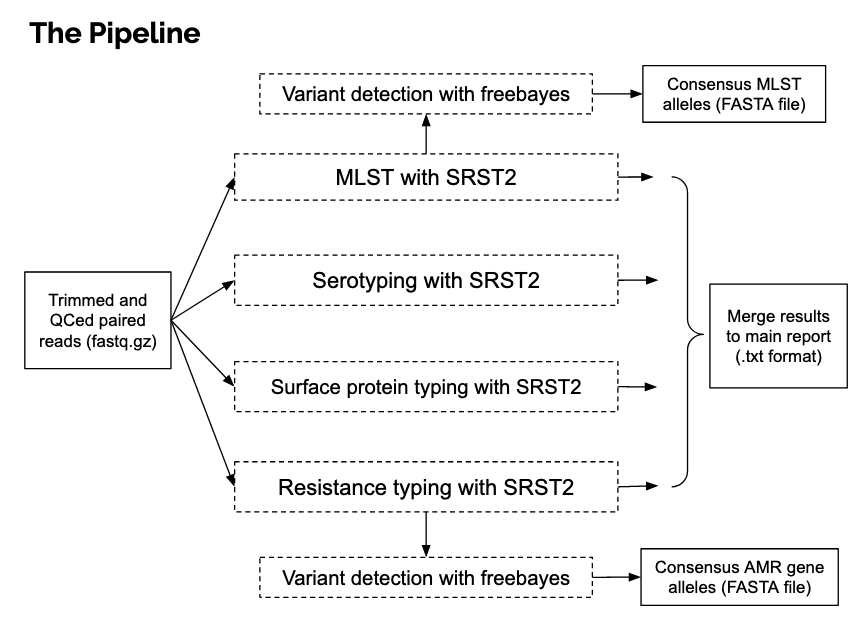 The Pipeline
Variant detection with freebayes
Consensus MLST
alleles (FASTA file)
MLST with SRST2
Serotyping with SRST2
Trimmed and
QCed paired
reads (fastq.gz)
Merge results
to main report
(.txt format)
Surface protein typing with SRST2
Resistance typing with SRST2
Variant detection with freebayes
Consensus AMR gene
alleles (FASTA file)